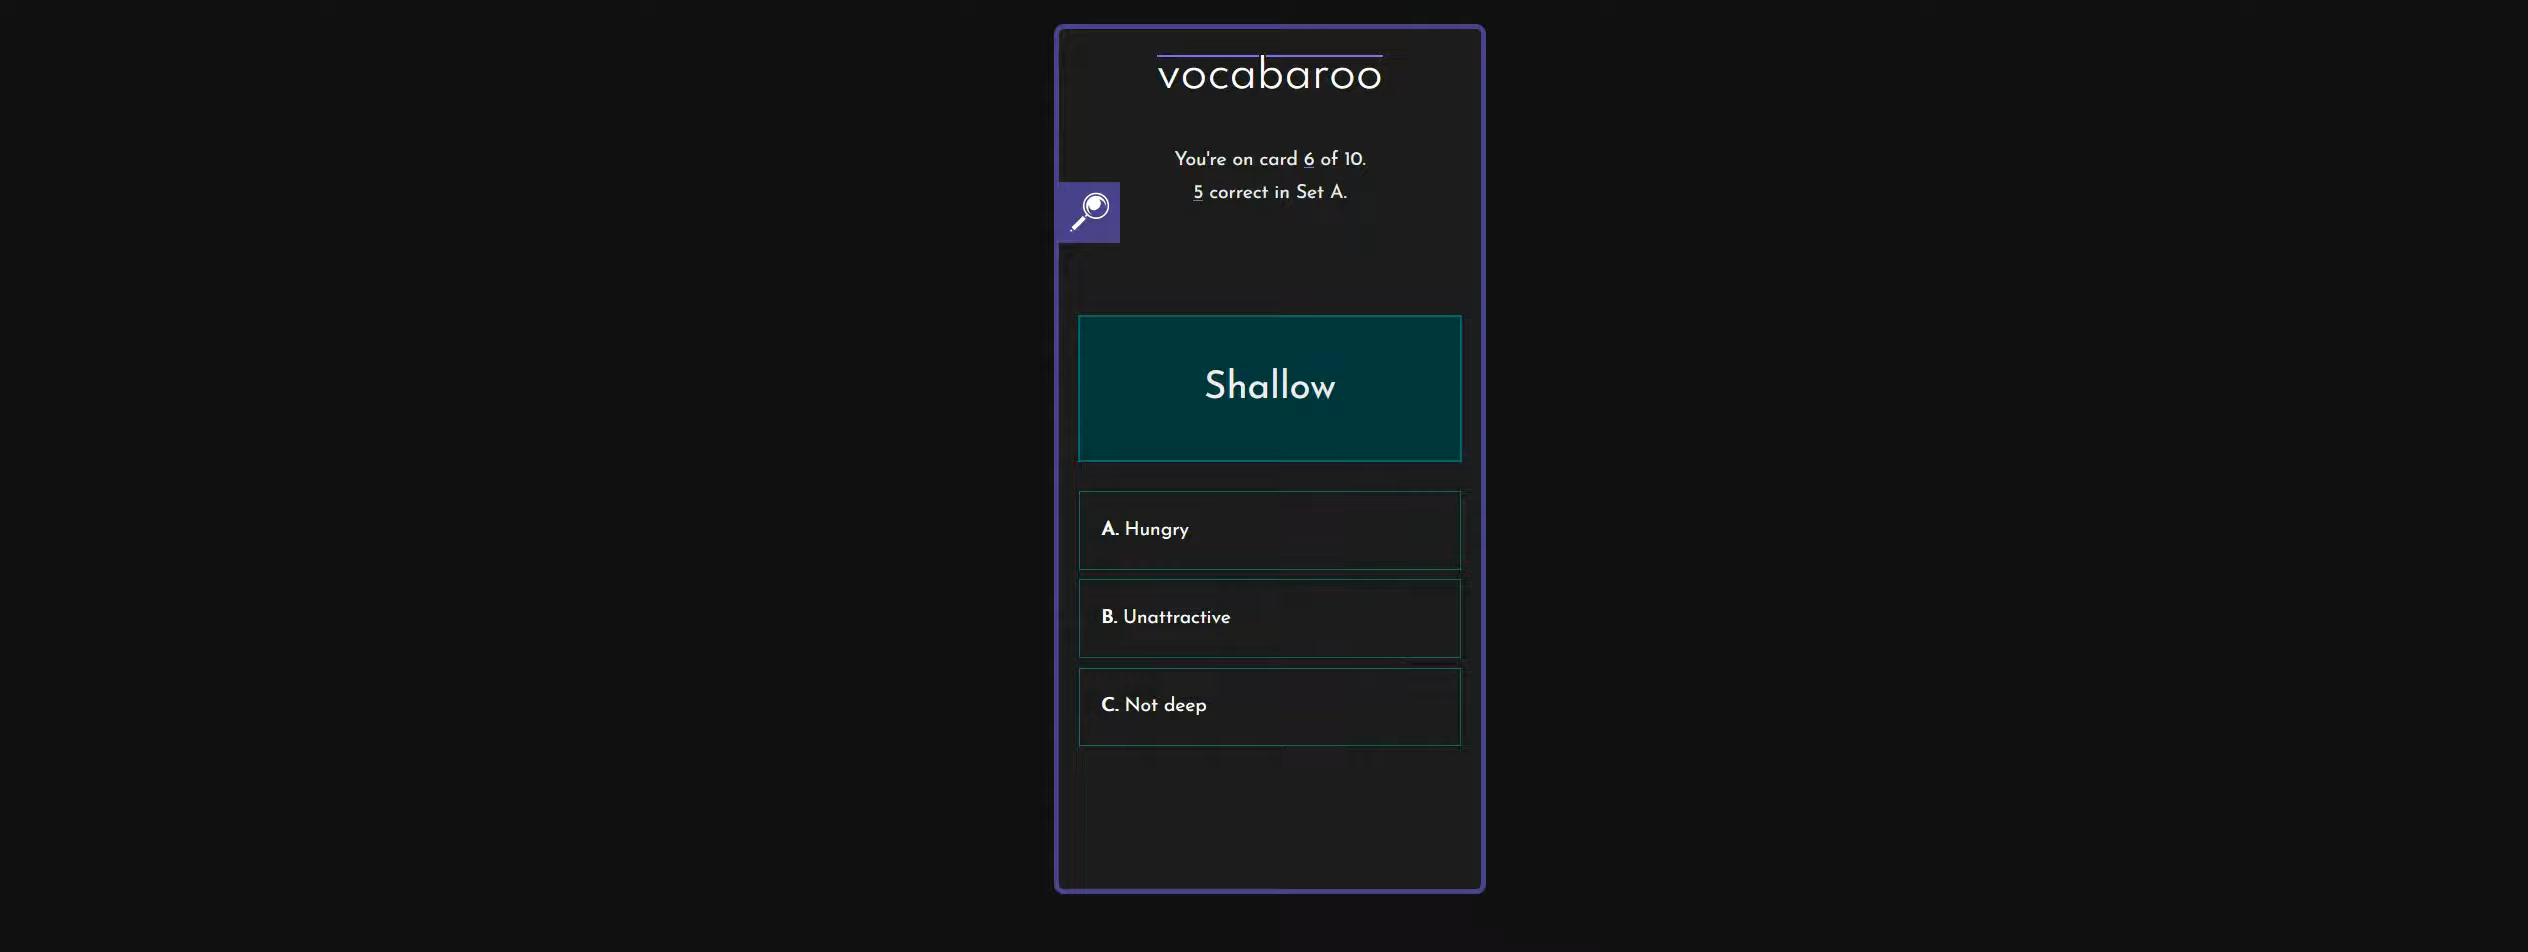 vocabaroo
You're on card 6 of 10.
5 correct in Set A.
Shallow
A. Hungry
B. Unattractive
C. Not deep